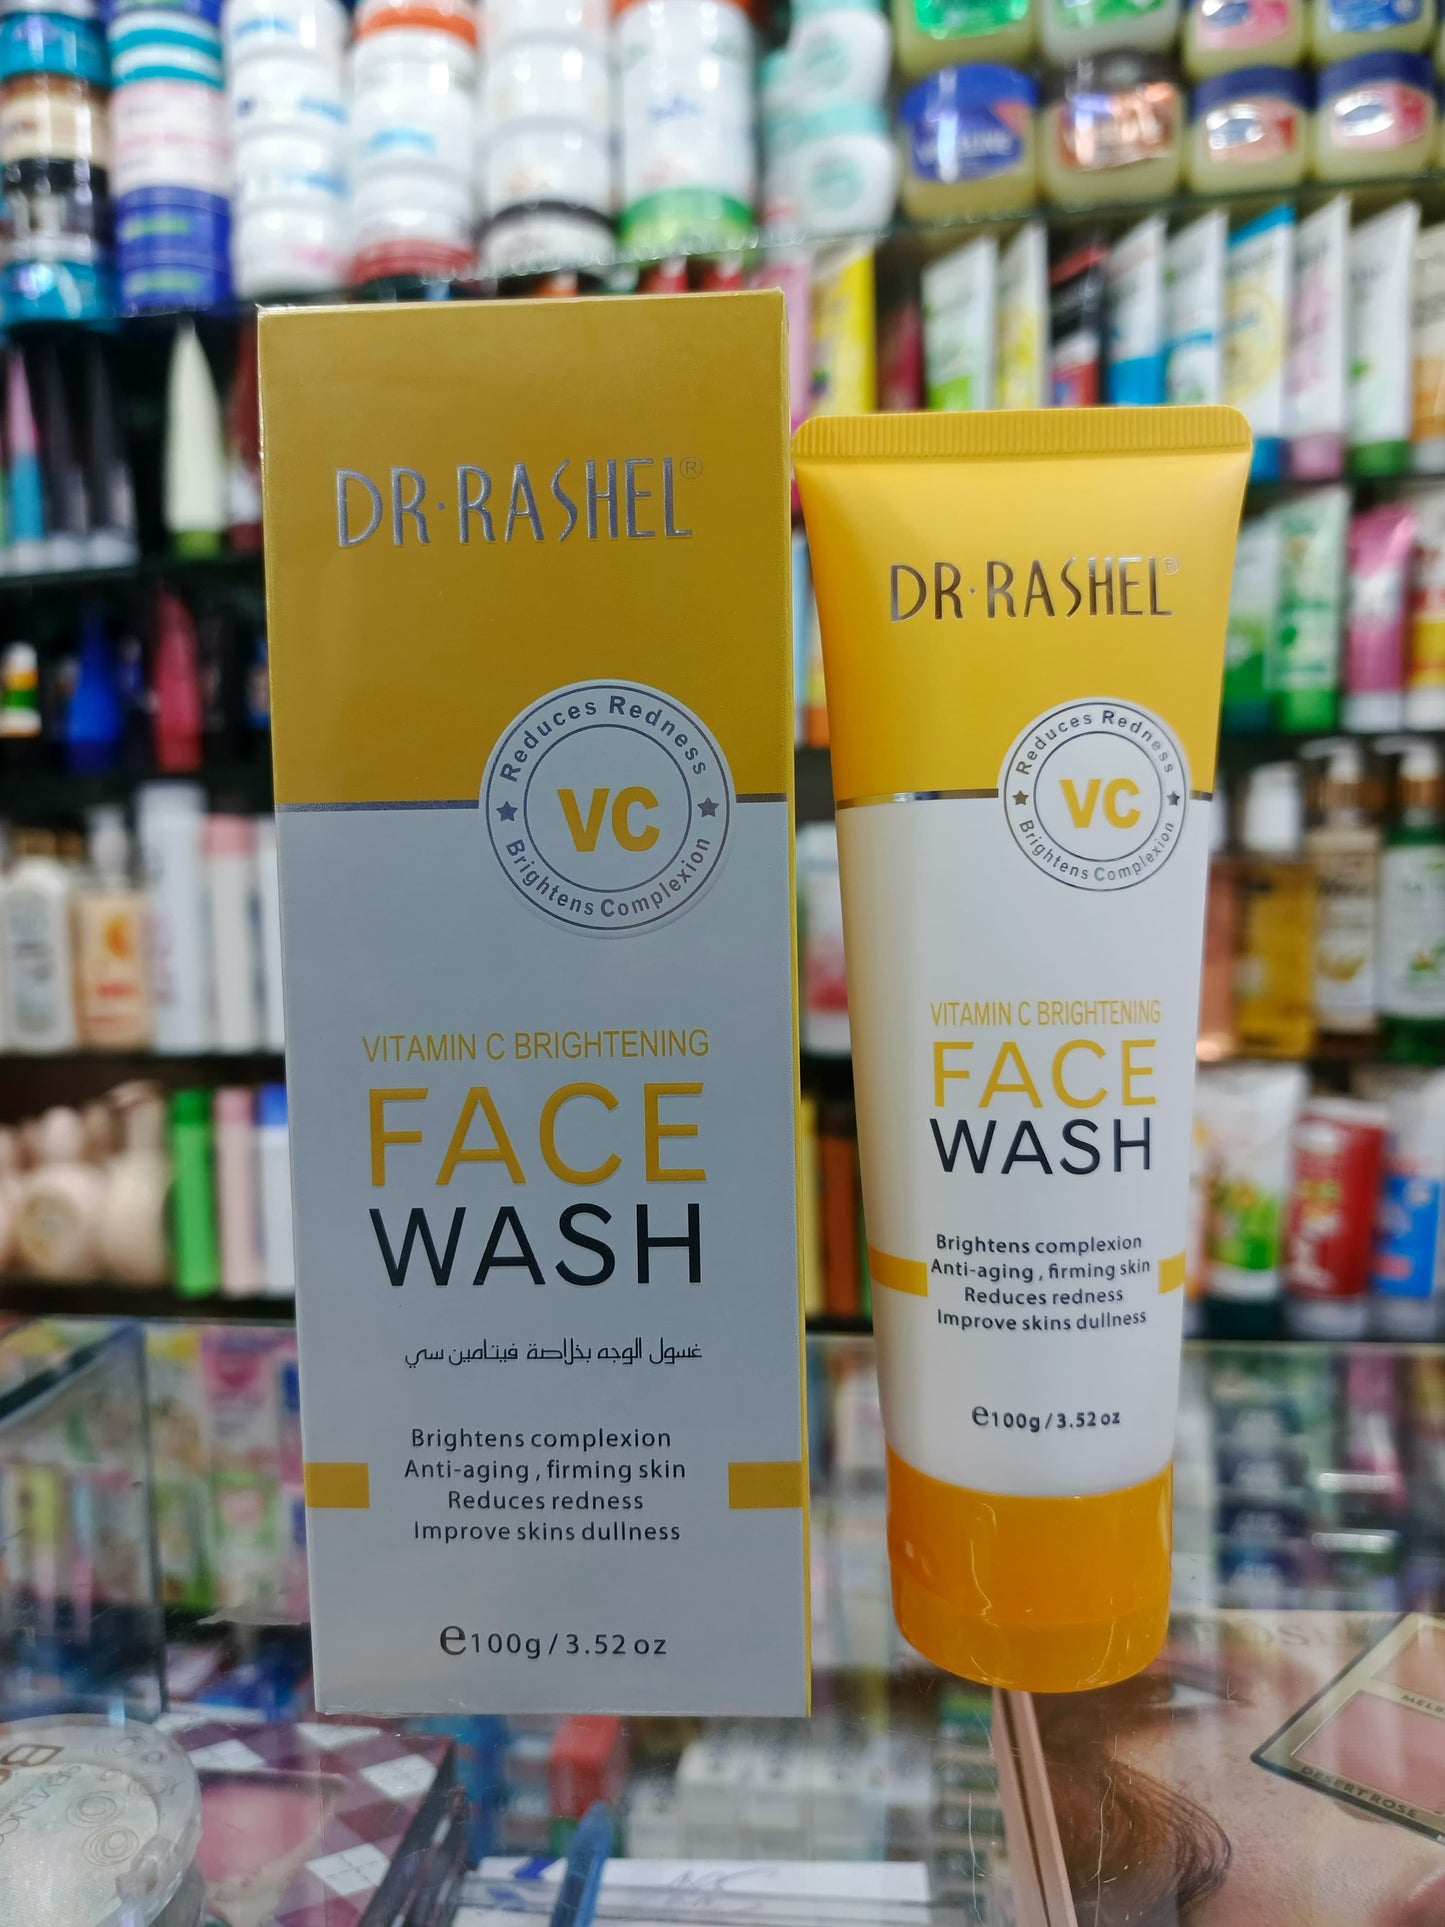 DR·RASHEL®
Reduces Redness
VC
Brightens Complexion
VITAMIN C BRIGHTENING
FACE
WASH
غسول الوجه بخلاصة فيتامين سي
Brightens complexion
Anti-aging , firming skin
Reduces redness
Improve skins dullness
e100g / 3.52 oz
DR·RASHEL®
Reduces Redness
VC
Brightens Complexion
VITAMIN C BRIGHTENING
FACE
WASH
Brightens complexion
Anti-aging , firming skin
Reduces redness
Improve skins dullness
e100g / 3.52 oz
DESERT ROSE